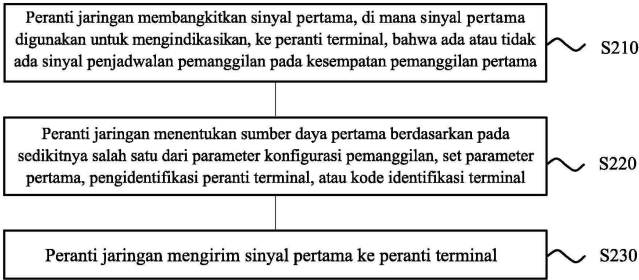 Peranti jaringan membangkitkan sinyal pertama, di mana sinyal pertama
digunakan untuk mengindikasikan, ke peranti terminal, bahwa ada atau tidak
ada sinyal penjadwalan pemanggilan pada kesempatan pemanggilan pertama
S210
Peranti jaringan menentukan sumber daya pertama berdasarkan pada
sedikitnya salah satu dari parameter konfigurasi pemanggilan, set parameter
pertama, pengidentifikasi peranti terminal, atau kode identifikasi terminal
S220
Peranti jaringan mengirim sinyal pertama ke peranti terminal
S230